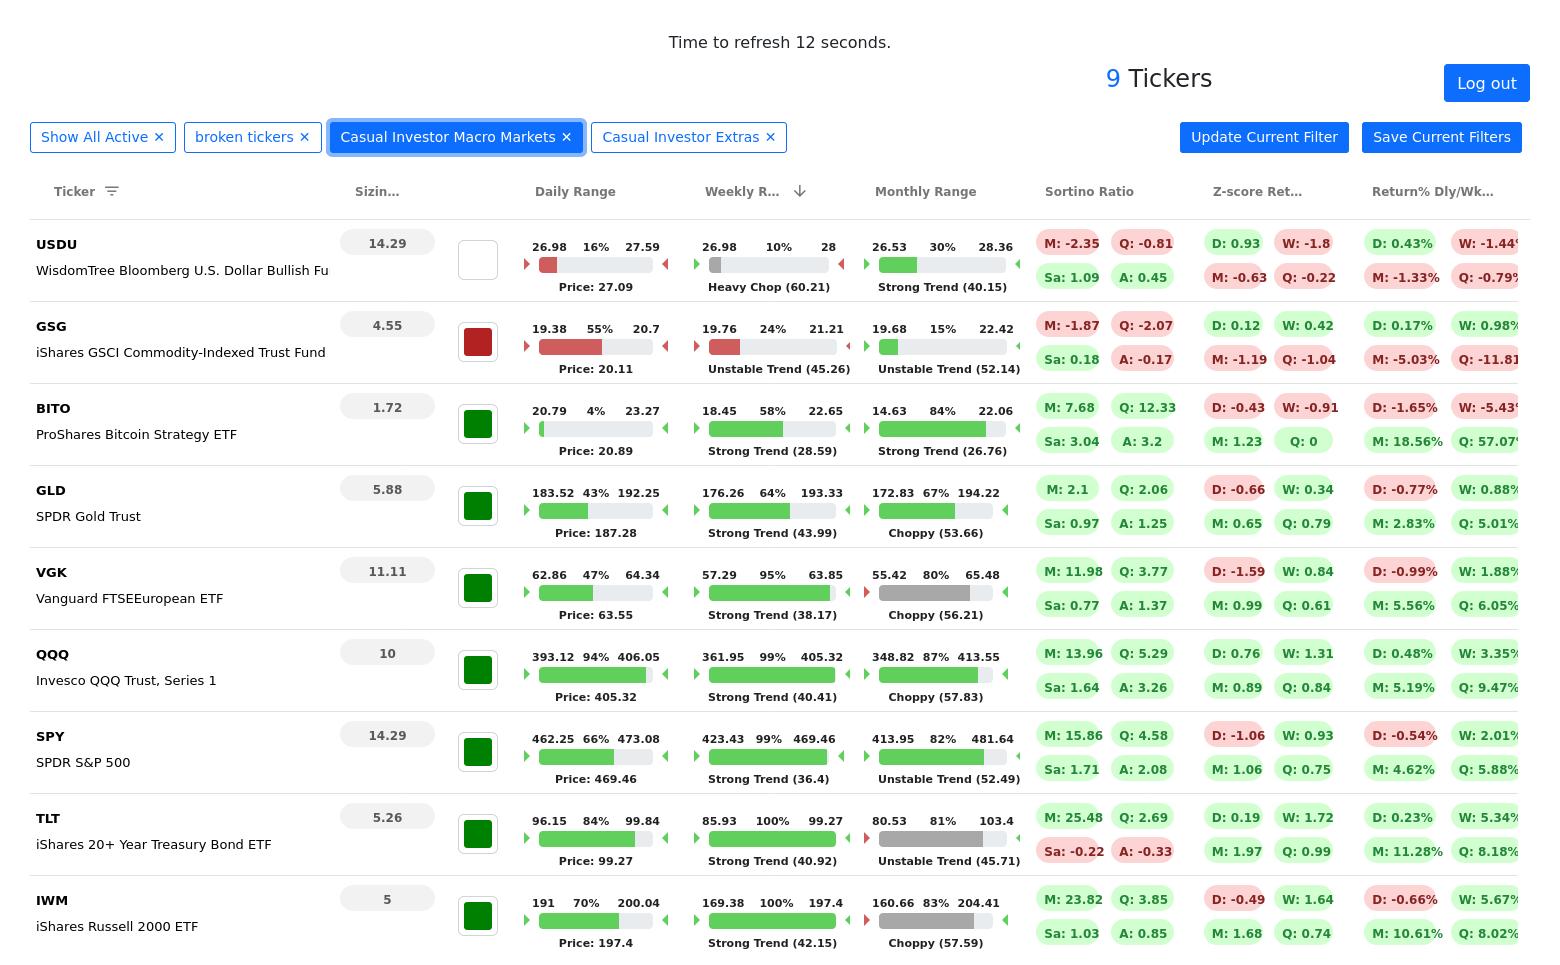 Time to refresh 12 seconds.
9 Tickers
Log out
Show All Active ✕ broken tickers ✕ Casual Investor Macro Markets ✕ Casual Investor Extras ✕ Update Current Filter Save Current Filters
Ticker Sizin… Daily Range Weekly R… Monthly Range Sortino Ratio Z-score Ret… Return% Dly/Wk…
USDU 14.29 26.98 16% 27.59 26.98 10% 28 26.53 30% 28.36 M: -2.35 Q: -0.81 D: 0.93 W: -1.8 D: 0.43% W: -1.44%
WisdomTree Bloomberg U.S. Dollar Bullish Fu Sa: 1.09 A: 0.45 M: -0.63 Q: -0.22 M: -1.33% Q: -0.79%
Price: 27.09 Heavy Chop (60.21) Strong Trend (40.15)
GSG 4.55 19.38 55% 20.7 19.76 24% 21.21 19.68 15% 22.42 M: -1.87 Q: -2.07 D: 0.12 W: 0.42 D: 0.17% W: 0.98%
iShares GSCI Commodity-Indexed Trust Fund Sa: 0.18 A: -0.17 M: -1.19 Q: -1.04 M: -5.03% Q: -11.81
Price: 20.11 Unstable Trend (45.26) Unstable Trend (52.14)
BITO 1.72 20.79 4% 23.27 18.45 58% 22.65 14.63 84% 22.06 M: 7.68 Q: 12.33 D: -0.43 W: -0.91 D: -1.65% W: -5.43%
ProShares Bitcoin Strategy ETF Sa: 3.04 A: 3.2 M: 1.23 Q: 0 M: 18.56% Q: 57.07%
Price: 20.89 Strong Trend (28.59) Strong Trend (26.76)
GLD 5.88 183.52 43% 192.25 176.26 64% 193.33 172.83 67% 194.22 M: 2.1 Q: 2.06 D: -0.66 W: 0.34 D: -0.77% W: 0.88%
SPDR Gold Trust Sa: 0.97 A: 1.25 M: 0.65 Q: 0.79 M: 2.83% Q: 5.01%
Price: 187.28 Strong Trend (43.99) Choppy (53.66)
VGK 11.11 62.86 47% 64.34 57.29 95% 63.85 55.42 80% 65.48 M: 11.98 Q: 3.77 D: -1.59 W: 0.84 D: -0.99% W: 1.88%
Vanguard FTSEEuropean ETF Sa: 0.77 A: 1.37 M: 0.99 Q: 0.61 M: 5.56% Q: 6.05%
Price: 63.55 Strong Trend (38.17) Choppy (56.21)
QQQ 10 393.12 94% 406.05 361.95 99% 405.32 348.82 87% 413.55 M: 13.96 Q: 5.29 D: 0.76 W: 1.31 D: 0.48% W: 3.35%
Invesco QQQ Trust, Series 1 Sa: 1.64 A: 3.26 M: 0.89 Q: 0.84 M: 5.19% Q: 9.47%
Price: 405.32 Strong Trend (40.41) Choppy (57.83)
SPY 14.29 462.25 66% 473.08 423.43 99% 469.46 413.95 82% 481.64 M: 15.86 Q: 4.58 D: -1.06 W: 0.93 D: -0.54% W: 2.01%
SPDR S&P 500 Sa: 1.71 A: 2.08 M: 1.06 Q: 0.75 M: 4.62% Q: 5.88%
Price: 469.46 Strong Trend (36.4) Unstable Trend (52.49)
TLT 5.26 96.15 84% 99.84 85.93 100% 99.27 80.53 81% 103.4 M: 25.48 Q: 2.69 D: 0.19 W: 1.72 D: 0.23% W: 5.34%
iShares 20+ Year Treasury Bond ETF Sa: -0.22 A: -0.33 M: 1.97 Q: 0.99 M: 11.28% Q: 8.18%
Price: 99.27 Strong Trend (40.92) Unstable Trend (45.71)
IWM 5 191 70% 200.04 169.38 100% 197.4 160.66 83% 204.41 M: 23.82 Q: 3.85 D: -0.49 W: 1.64 D: -0.66% W: 5.67%
iShares Russell 2000 ETF Sa: 1.03 A: 0.85 M: 1.68 Q: 0.74 M: 10.61% Q: 8.02%
Price: 197.4 Strong Trend (42.15) Choppy (57.59)